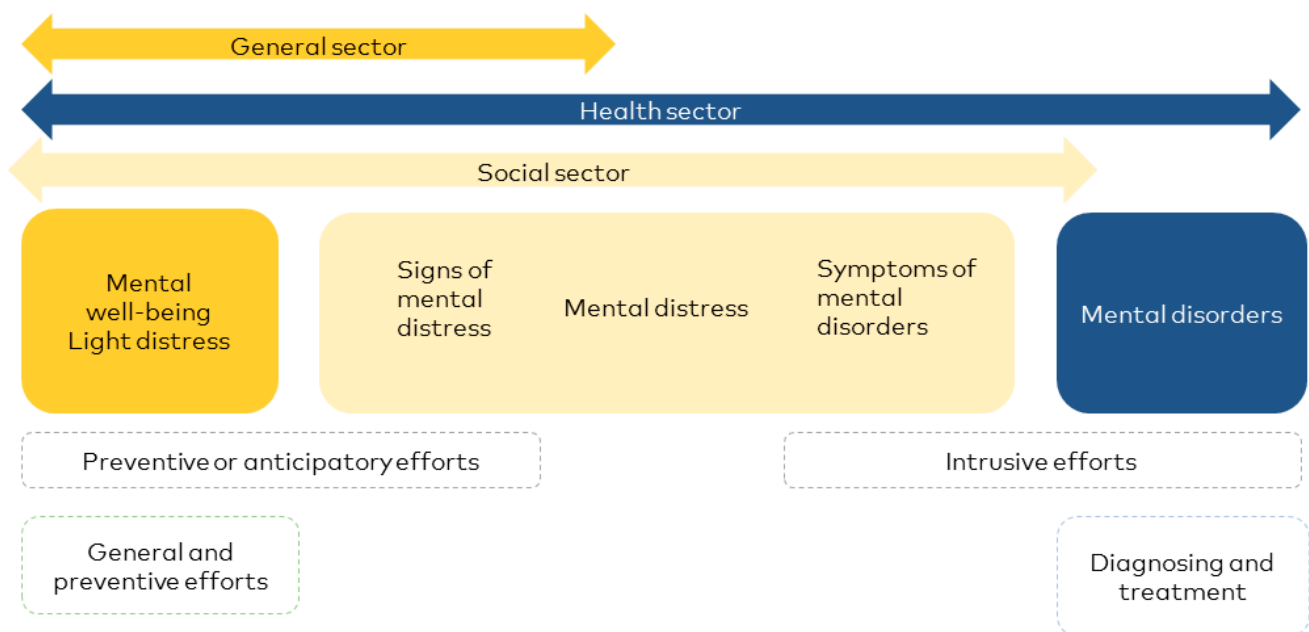 General sector
Health sector
Social sector
Mental
well-being
Light distress
Signs of
mental
distress
Mental distress
Symptoms of
mental
disorders
Mental disorders
Preventive or anticipatory efforts
Intrusive efforts
General and
preventive efforts
Diagnosing and
treatment